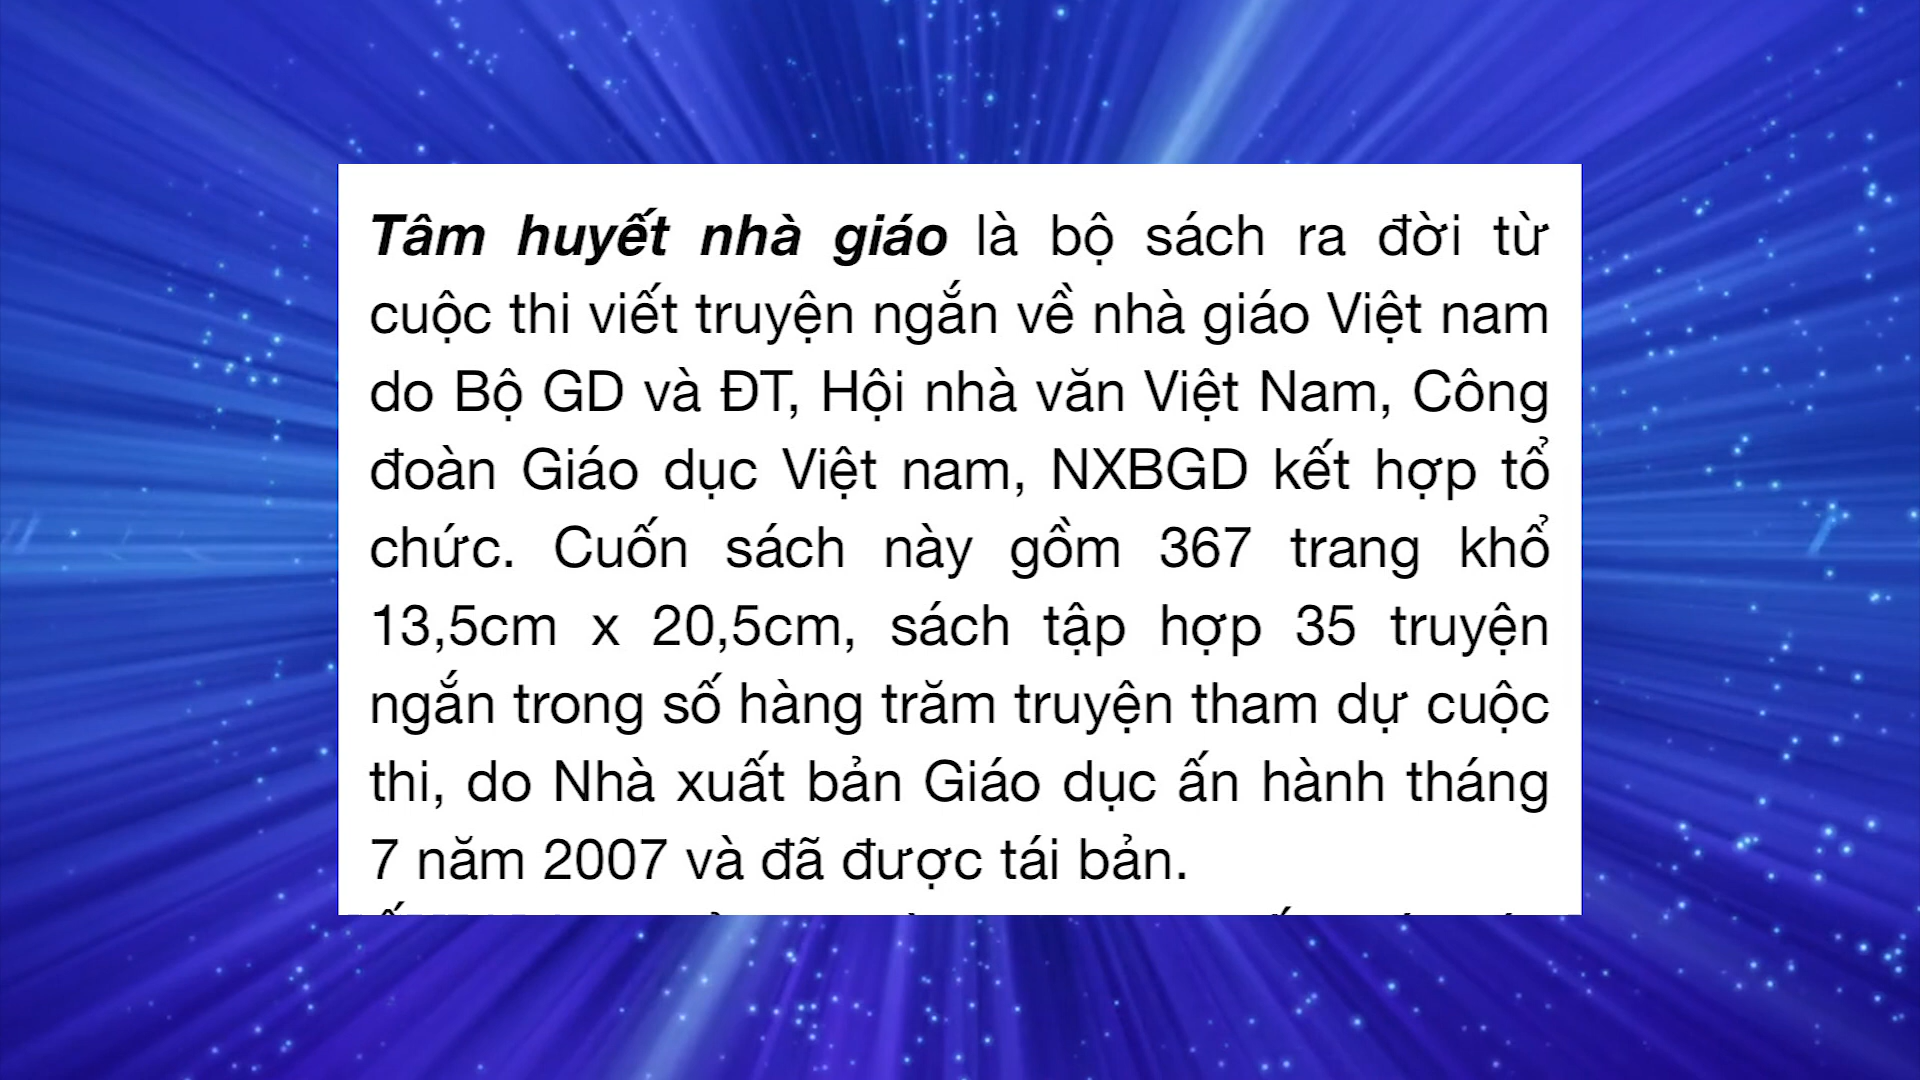 Tâm huyết nhà giáo là bộ sách ra đời từ
cuộc thi viết truyện ngắn về nhà giáo Việt nam
do Bộ GD và ĐT, Hội nhà văn Việt Nam, Công
đoàn Giáo dục Việt nam, NXBGD kết hợp tổ
chức. Cuốn sách này gồm 367 trang khổ
13,5cm x 20,5cm, sách tập hợp 35 truyện
ngắn trong số hàng trăm truyện tham dự cuộc
thi, do Nhà xuất bản Giáo dục ấn hành tháng
7 năm 2007 và đã được tái bản.